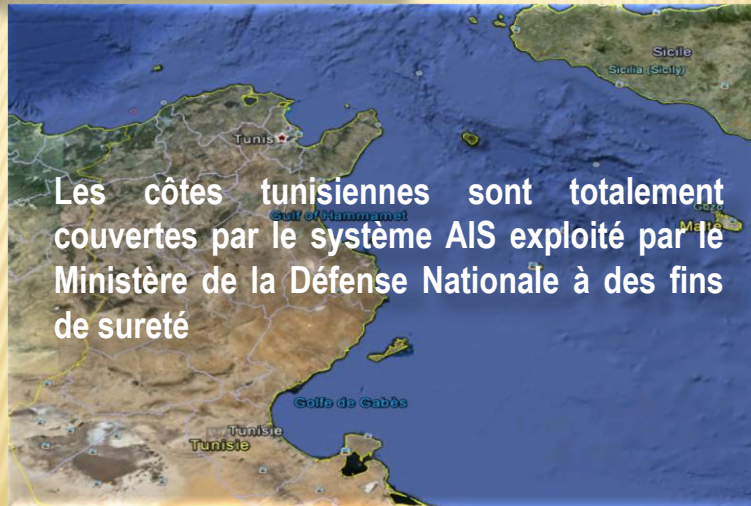 Sicile
Sicilia (Sicily)
Tunis
Les côtes tunisiennes sont totalement
Gulf of Hammamet
couvertes par le système AIS exploité par le
Malte
Ministère de la Défense Nationale à des fins
de sureté
Golfe de Gabès
Tunisie
Tunisie